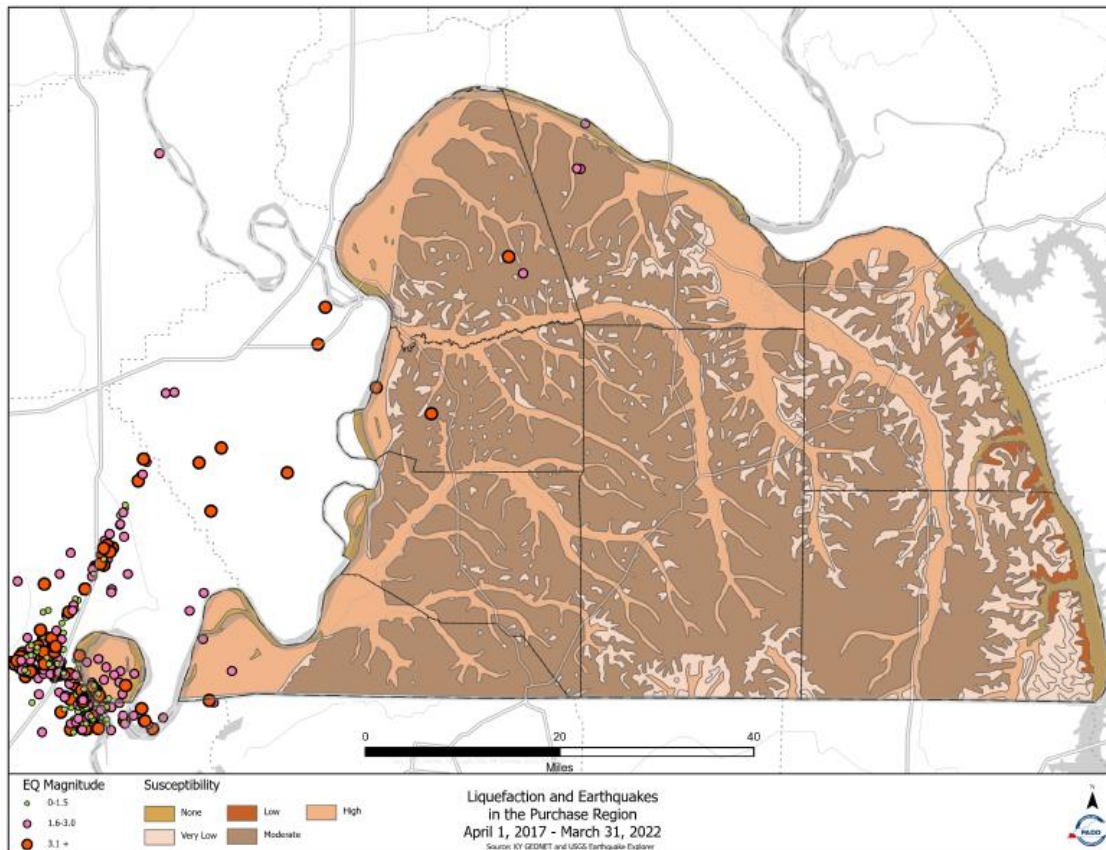 0
20
40
Miles
EQ Magnitude
0-1.5
1.6-3.0
3.1 +
Susceptibility
None
Low
High
Very Low
Moderate
Liquefaction and Earthquakes
in the Purchase Region
April 1, 2017 - March 31, 2022
Source: KY GEONET and USGS Earthquake Explorer
N
PADD